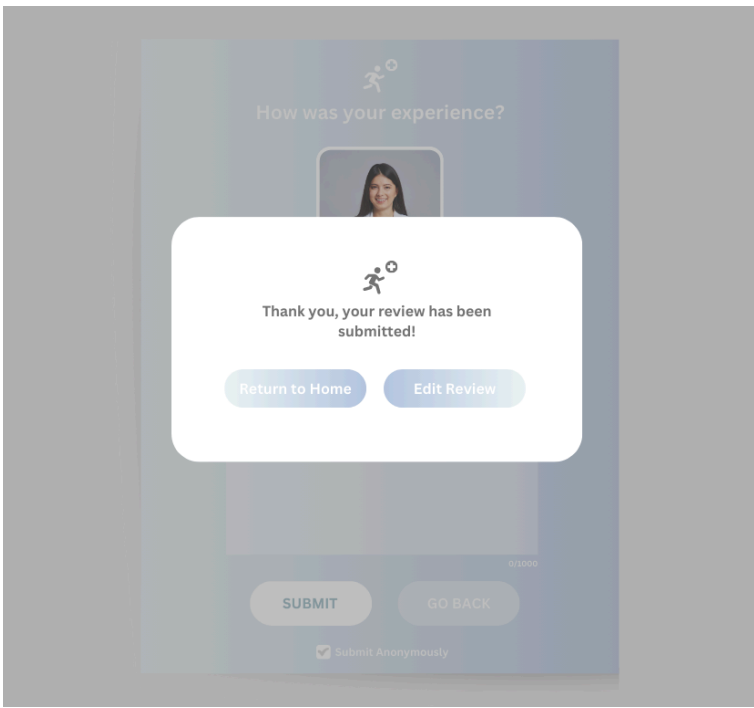 How was your experience?
Thank you, your review has been
submitted!
Return to Home
Edit Review
0/1000
SUBMIT
GO BACK
Submit Anonymously